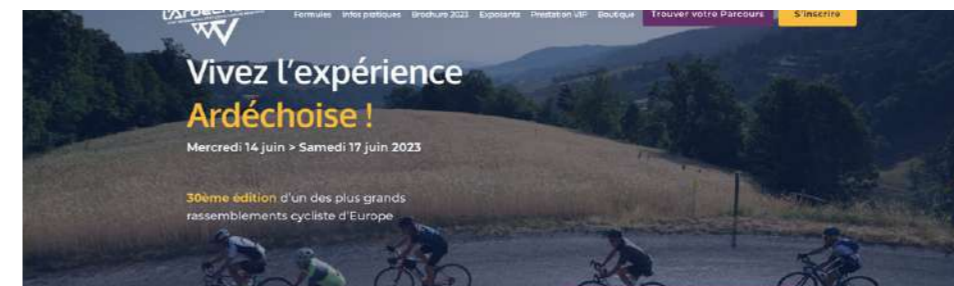 L'ARDÉCHOISE
Formules Infos pratiques Brochure 2023 Exposants Prestation VIP Boutique Trouver votre Parcours S'inscrire
Vivez l'expérience
Ardéchoise !
Mercredi 14 juin > Samedi 17 juin 2023
30ème édition d'un des plus grands
rassemblements cycliste d'Europe